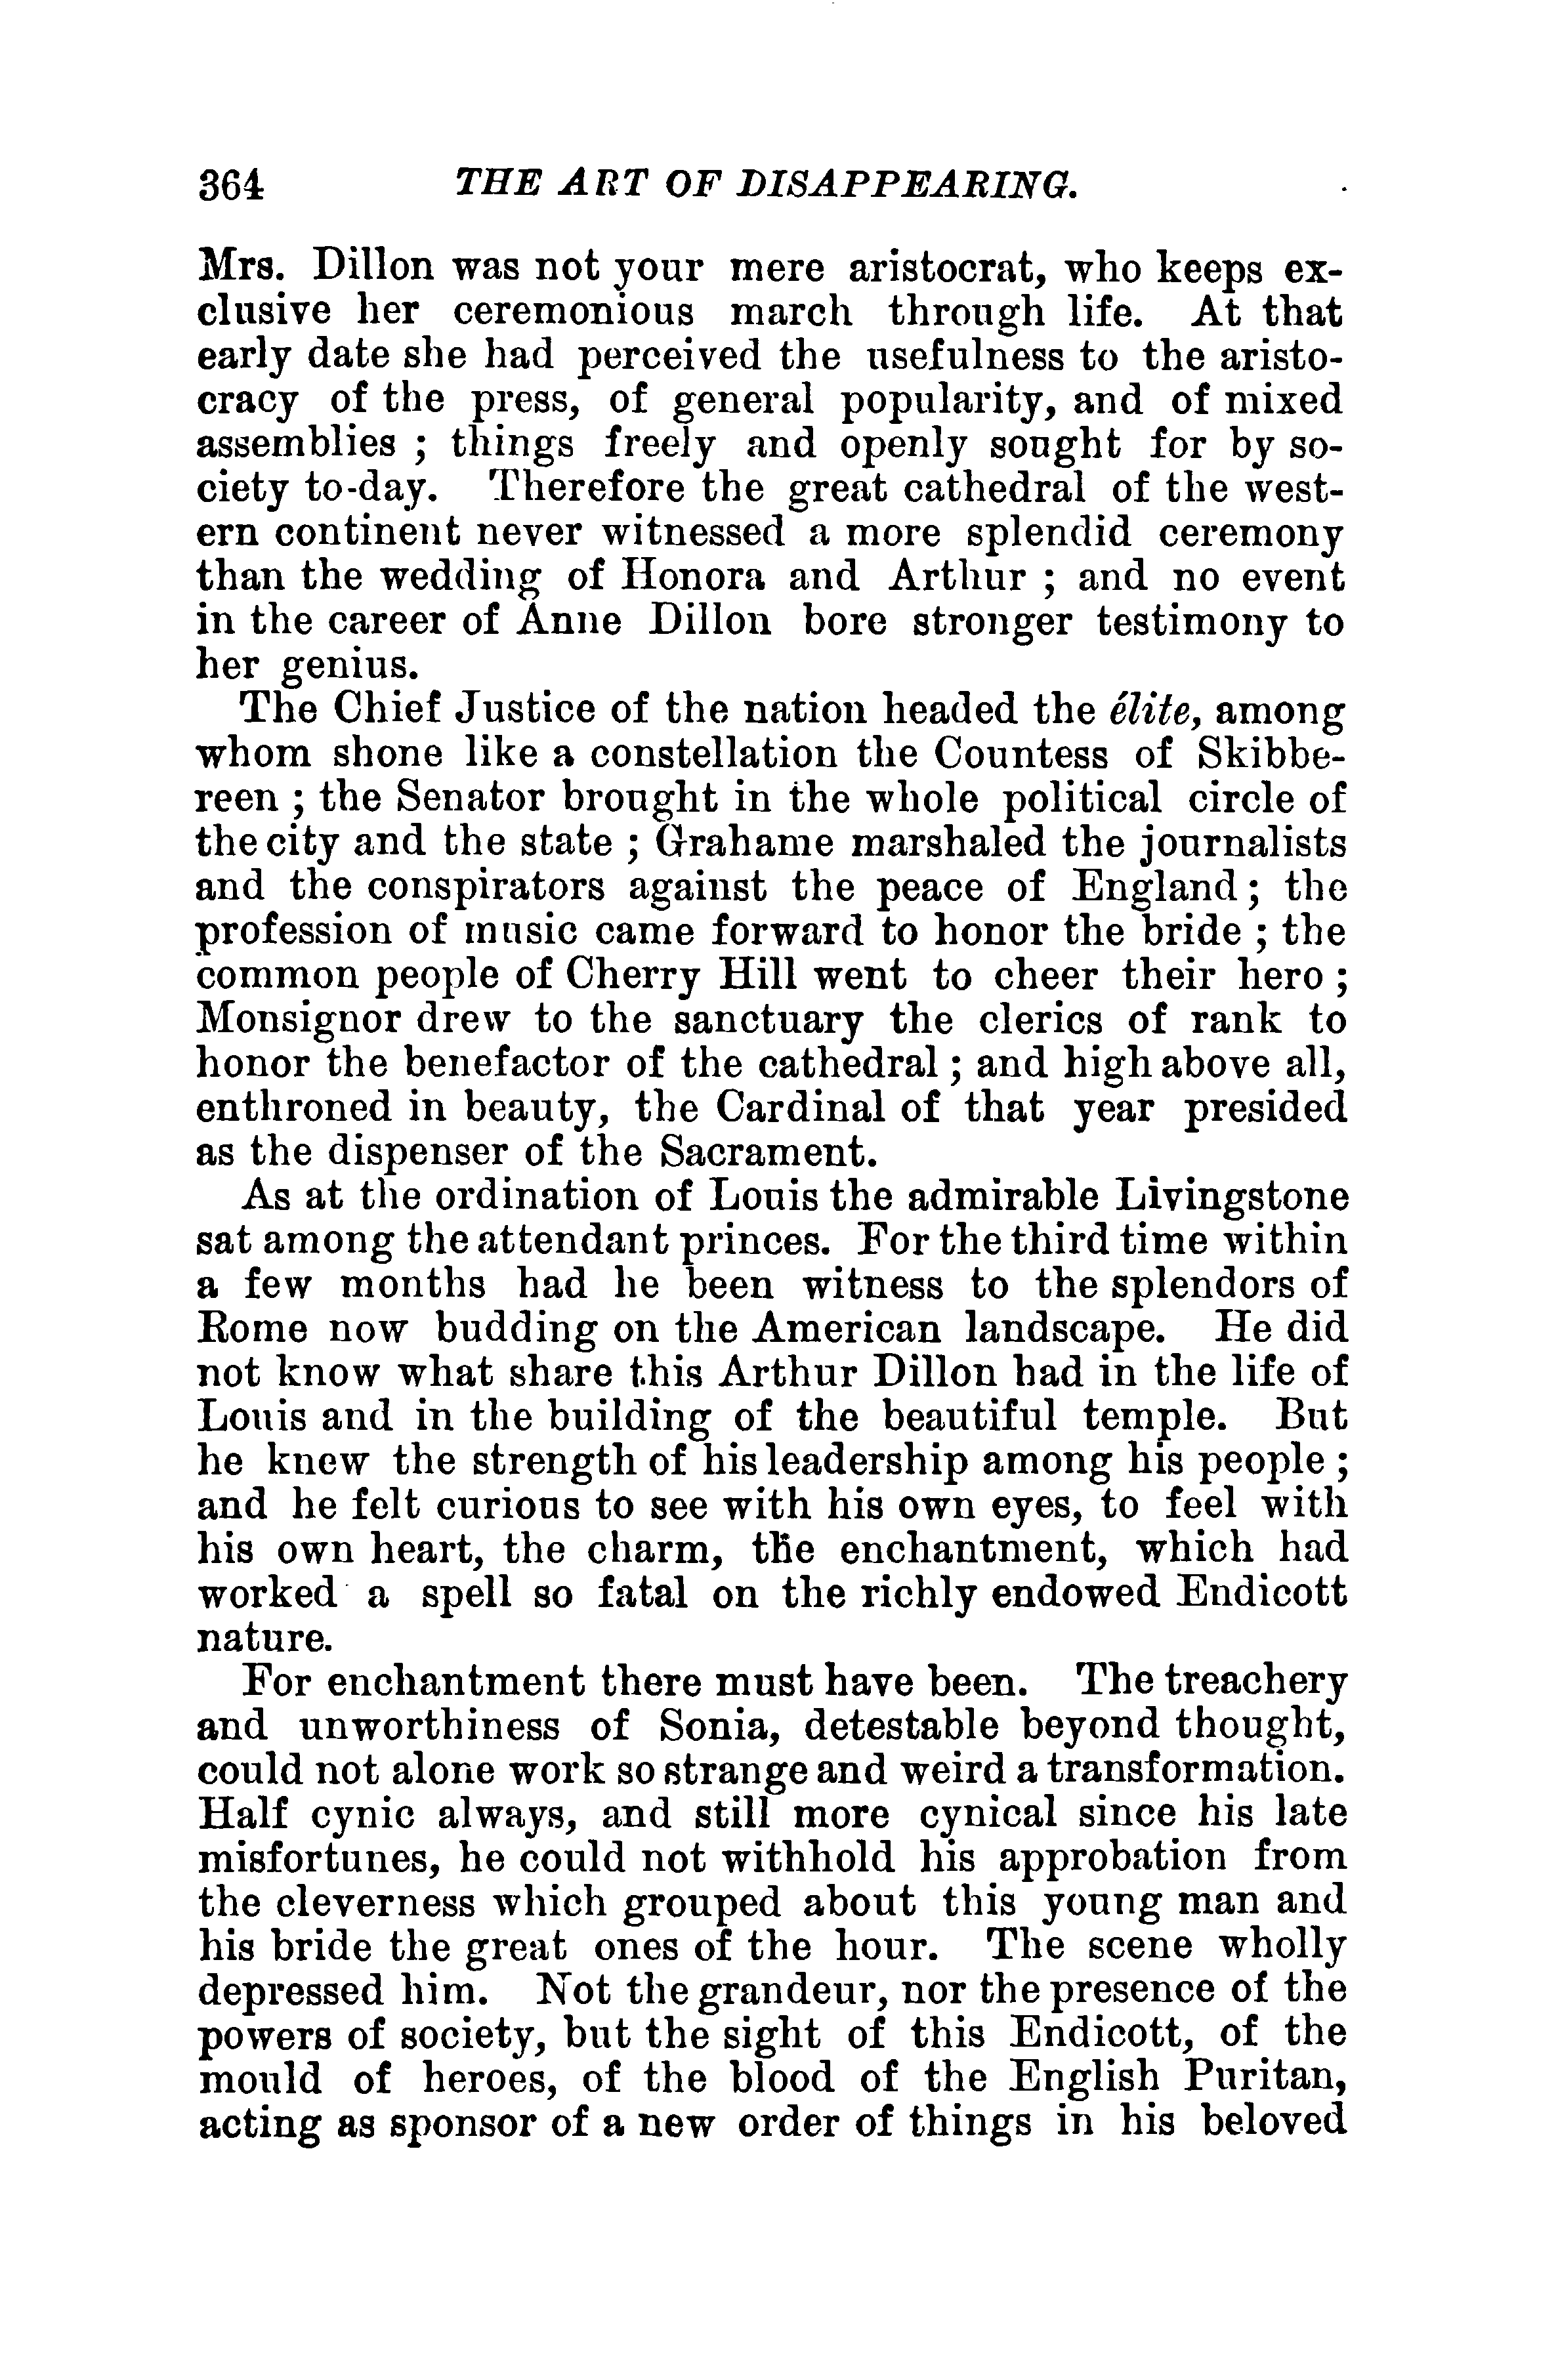 364 THE ART OF DISAPPEARING.
Mrs. Dillon was not your mere aristocrat, who keeps ex-
clusive her ceremonious march through life. At that
early date she had perceived the usefulness to the aristo-
cracy of the press, of general popularity, and of mixed
assemblies ; things freely and openly sought for by so-
ciety to-day. Therefore the great cathedral of the west-
ern continent never witnessed a more splendid ceremony
than the wedding of Honora and Arthur ; and no event
in the career of Anne Dillon bore stronger testimony to
her genius.
The Chief Justice of the nation headed the élite, among
whom shone like a constellation the Countess of Skibbe-
reen ; the Senator brought in the whole political circle of
the city and the state ; Grahame marshaled the journalists
and the conspirators against the peace of England ; the
profession of music came forward to honor the bride ; the
common people of Cherry Hill went to cheer their hero ;
Monsignor drew to the sanctuary the clerics of rank to
honor the benefactor of the cathedral ; and high above all,
enthroned in beauty, the Cardinal of that year presided
as the dispenser of the Sacrament.
As at the ordination of Louis the admirable Livingstone
sat among the attendant princes. For the third time within
a few months had he been witness to the splendors of
Rome now budding on the American landscape. He did
not know what share this Arthur Dillon had in the life of
Louis and in the building of the beautiful temple. But
he knew the strength of his leadership among his people ;
and he felt curious to see with his own eyes, to feel with
his own heart, the charm, the enchantment, which had
worked a spell so fatal on the richly endowed Endicott
nature.
For enchantment there must have been. The treachery
and unworthiness of Sonia, detestable beyond thought,
could not alone work so strange and weird a transformation.
Half cynic always, and still more cynical since his late
misfortunes, he could not withhold his approbation from
the cleverness which grouped about this young man and
his bride the great ones of the hour. The scene wholly
depressed him. Not the grandeur, nor the presence of the
powers of society, but the sight of this Endicott, of the
mould of heroes, of the blood of the English Puritan,
acting as sponsor of a new order of things in his beloved